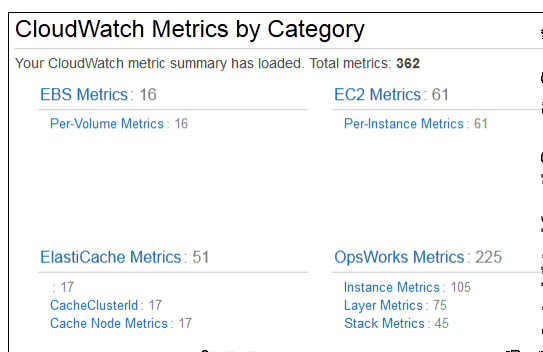 CloudWatch Metrics by Category
Your CloudWatch metric summary has loaded. Total metrics: 362
EBS Metrics : 16
Per-Volume Metrics : 16
EC2 Metrics : 61
Per-Instance Metrics : 61
ElastiCache Metrics : 51
: 17
CacheClusterId : 17
Cache Node Metrics : 17
OpsWorks Metrics : 225
Instance Metrics : 105
Layer Metrics : 75
Stack Metrics : 45